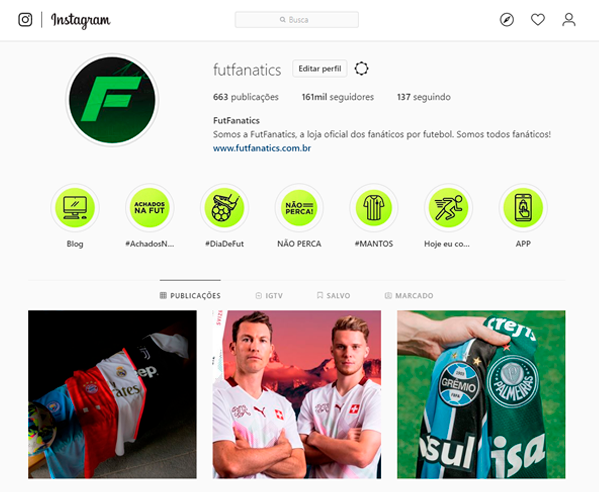 Instagram
Busca
futfanatics Editar perfil
663 publicações 161mil seguidores 137 seguindo
FutFanatics
Somos a FutFanatics, a loja oficial dos fanáticos por futebol. Somos todos fanáticos!
www.futfanatics.com.br
ACHADOS
NA FUT
NÃO
PERCA!
Blog #AchadosN... #DiaDeFut NÃO PERCA #MANTOS Hoje eu co... APP
PUBLICAÇÕES IGTV SALVO MARCADO
Jeep
GRÊMIO
PALMEIRAS